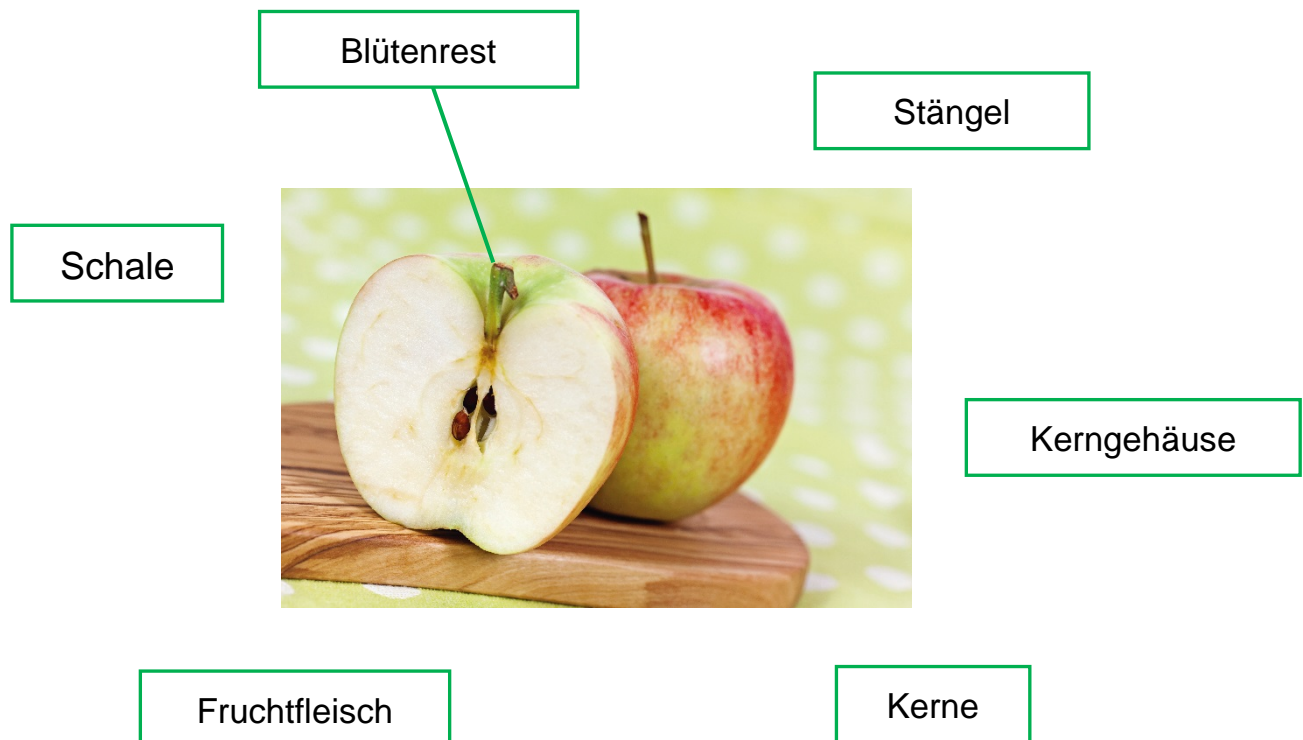 Blütenrest
Stängel
Schale
Kerngehäuse
Fruchtfleisch
Kerne